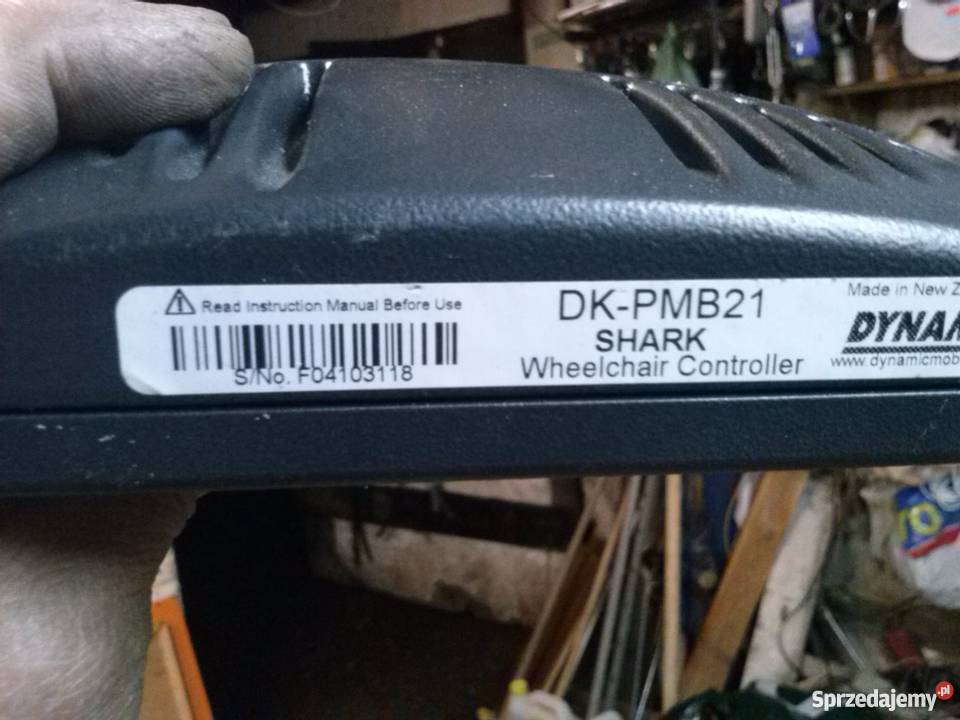 Read Instruction Manual Before Use
S/No. F04103118
DK-PMB21
SHARK
Wheelchair Controller
Made in New Z
DYNAM
www.dynamicmob
Sprzedajemy.pl